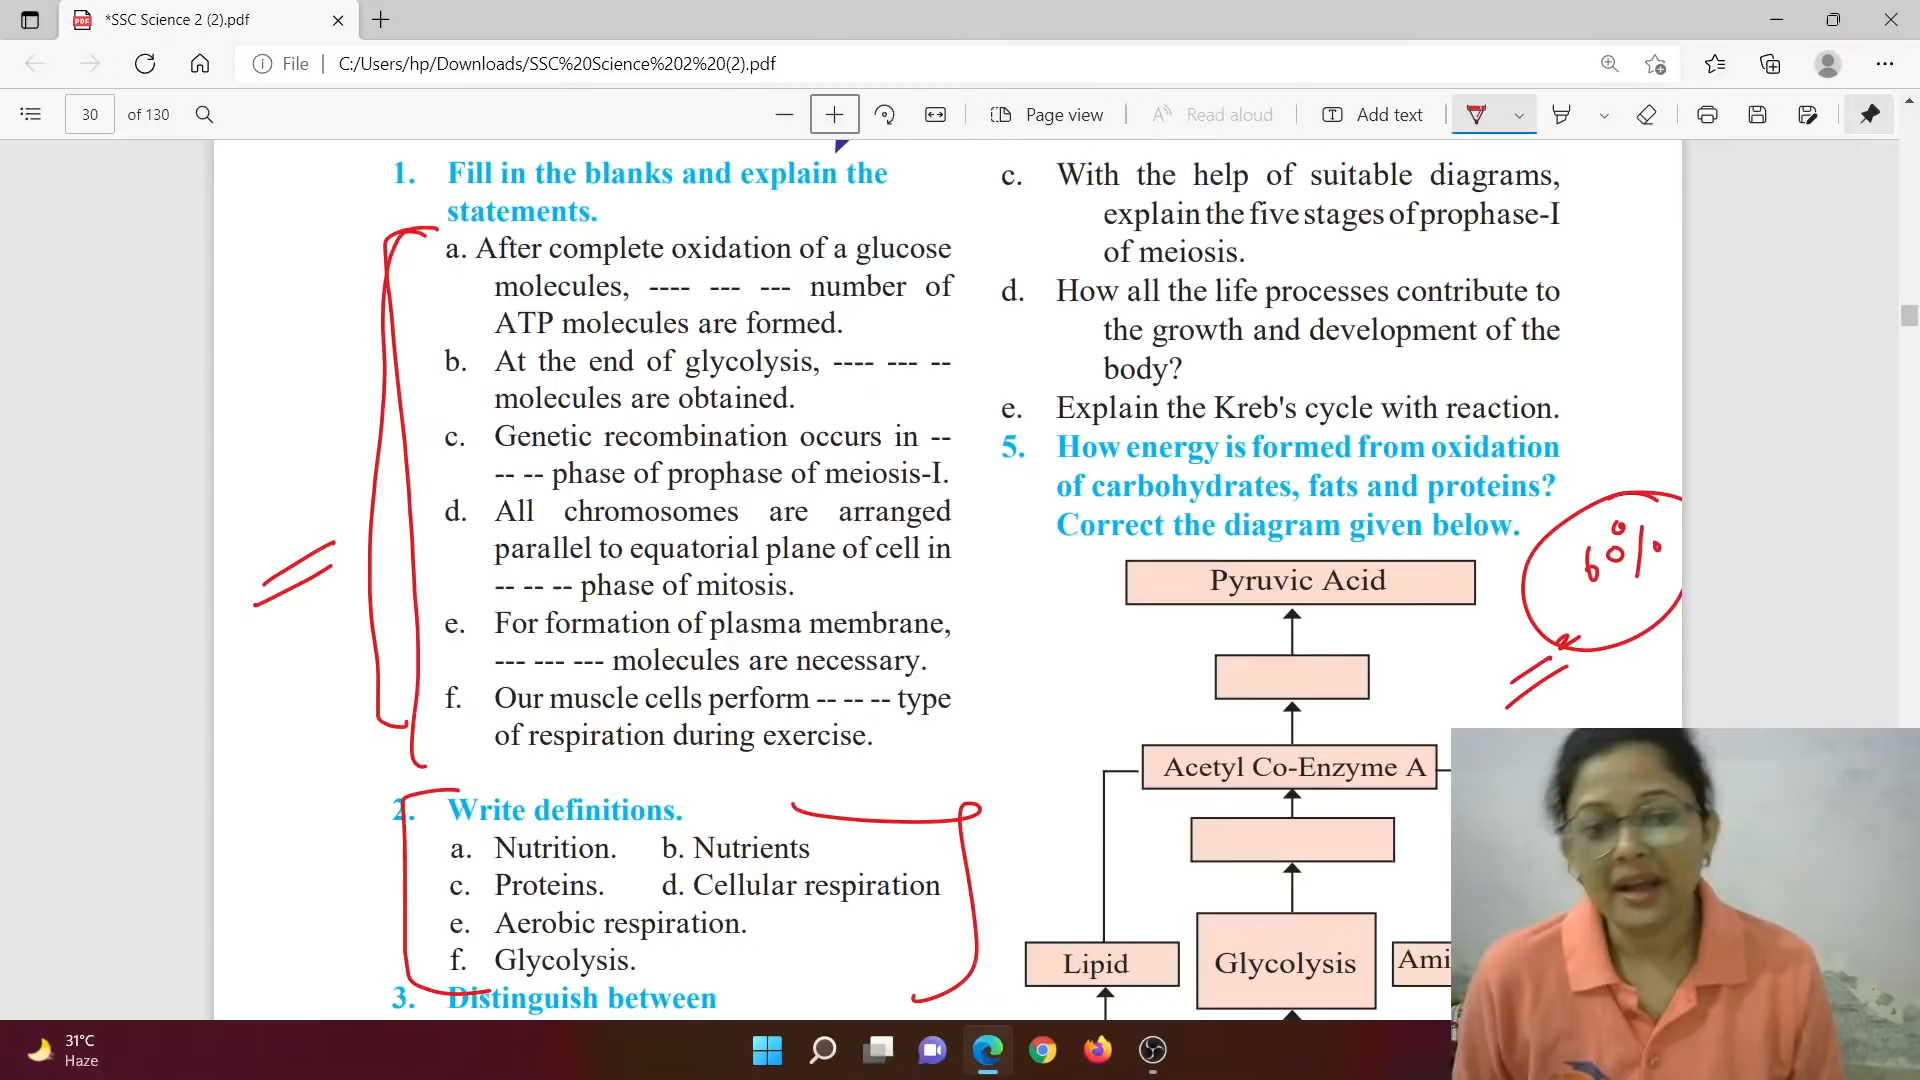 *SSC Science 2 (2).pdf
File
C:/Users/hp/Downloads/SSC%20Science%202%20(2).pdf
30 of 130
Page view
Read aloud
Add text
1. Fill in the blanks and explain the
statements.
a. After complete oxidation of a glucose
molecules, ---- --- --- number of
ATP molecules are formed.
b. At the end of glycolysis, ---- --- --
molecules are obtained.
c. Genetic recombination occurs in --
-- -- phase of prophase of meiosis-I.
d. All chromosomes are arranged
parallel to equatorial plane of cell in
-- -- -- phase of mitosis.
e. For formation of plasma membrane,
--- --- --- molecules are necessary.
f. Our muscle cells perform -- -- -- type
of respiration during exercise.
2. Write definitions.
a. Nutrition. b. Nutrients
c. Proteins. d. Cellular respiration
e. Aerobic respiration.
f. Glycolysis.
3. Distinguish between
c. With the help of suitable diagrams,
explain the five stages of prophase-I
of meiosis.
d. How all the life processes contribute to
the growth and development of the
body?
e. Explain the Kreb's cycle with reaction.
5. How energy is formed from oxidation
of carbohydrates, fats and proteins?
Correct the diagram given below.
60%
Pyruvic Acid
Acetyl Co-Enzyme A
Lipid
Glycolysis
Ami
31°C
Haze